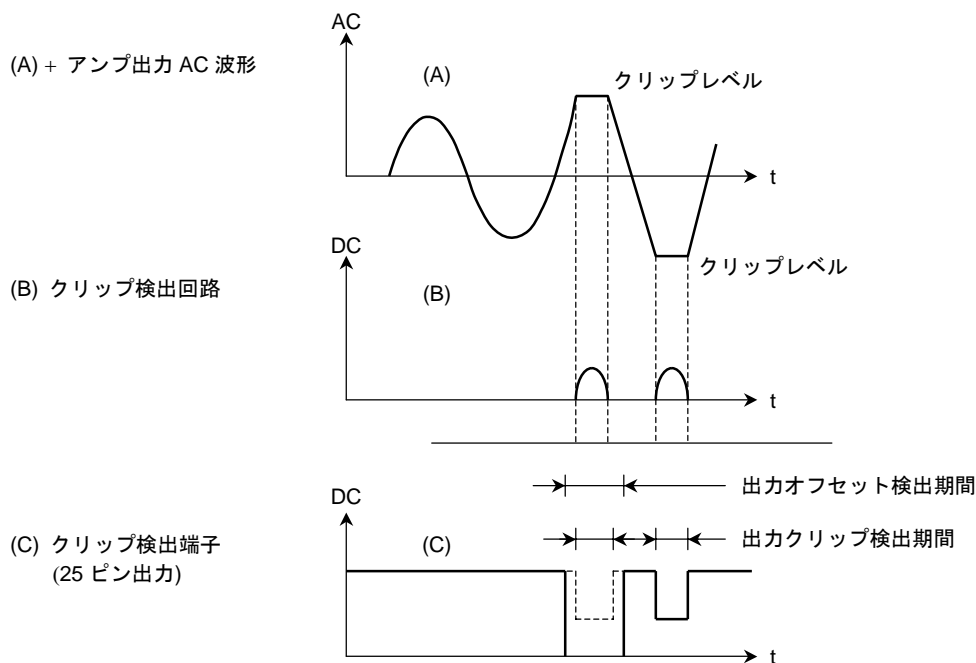 AC
(A) + アンプ出力 AC 波形
(A)
クリップレベル
t
DC
クリップレベル
(B) クリップ検出回路
(B)
t
出力オフセット検出期間
DC
(C) クリップ検出端子
(25 ピン出力)
(C)
出力クリップ検出期間
t